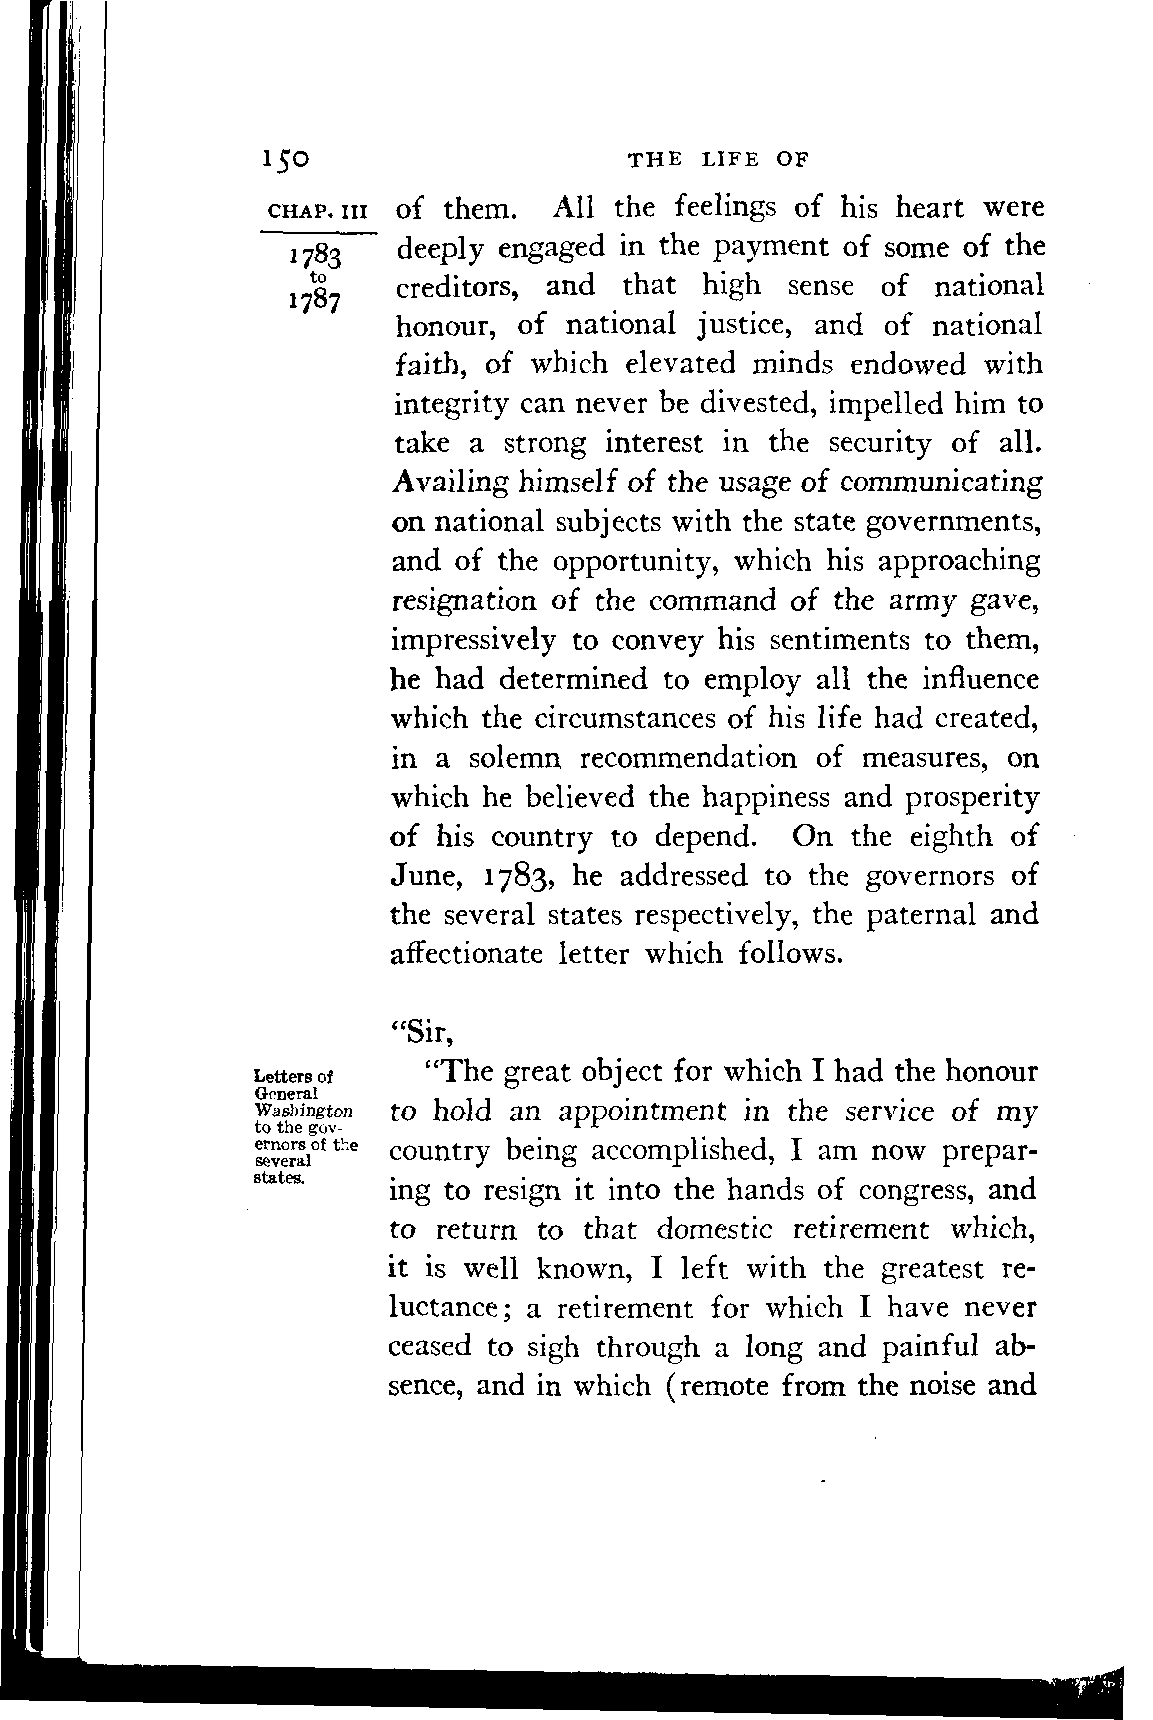 150 THE LIFE OF
CHAP. III
1783
to
1787
of them. All the feelings of his heart were
deeply engaged in the payment of some of the
creditors, and that high sense of national
honour, of national justice, and of national
faith, of which elevated minds endowed with
integrity can never be divested, impelled him to
take a strong interest in the security of all.
Availing himself of the usage of communicating
on national subjects with the state governments,
and of the opportunity, which his approaching
resignation of the command of the army gave,
impressively to convey his sentiments to them,
he had determined to employ all the influence
which the circumstances of his life had created,
in a solemn recommendation of measures, on
which he believed the happiness and prosperity
of his country to depend. On the eighth of
June, 1783, he addressed to the governors of
the several states respectively, the paternal and
affectionate letter which follows.
"Sir,
Letters of
General
Washington
to the gov-
ernors of the
several
states.
"The great object for which I had the honour
to hold an appointment in the service of my
country being accomplished, I am now prepar-
ing to resign it into the hands of congress, and
to return to that domestic retirement which,
it is well known, I left with the greatest re-
luctance; a retirement for which I have never
ceased to sigh through a long and painful ab-
sence, and in which (remote from the noise and